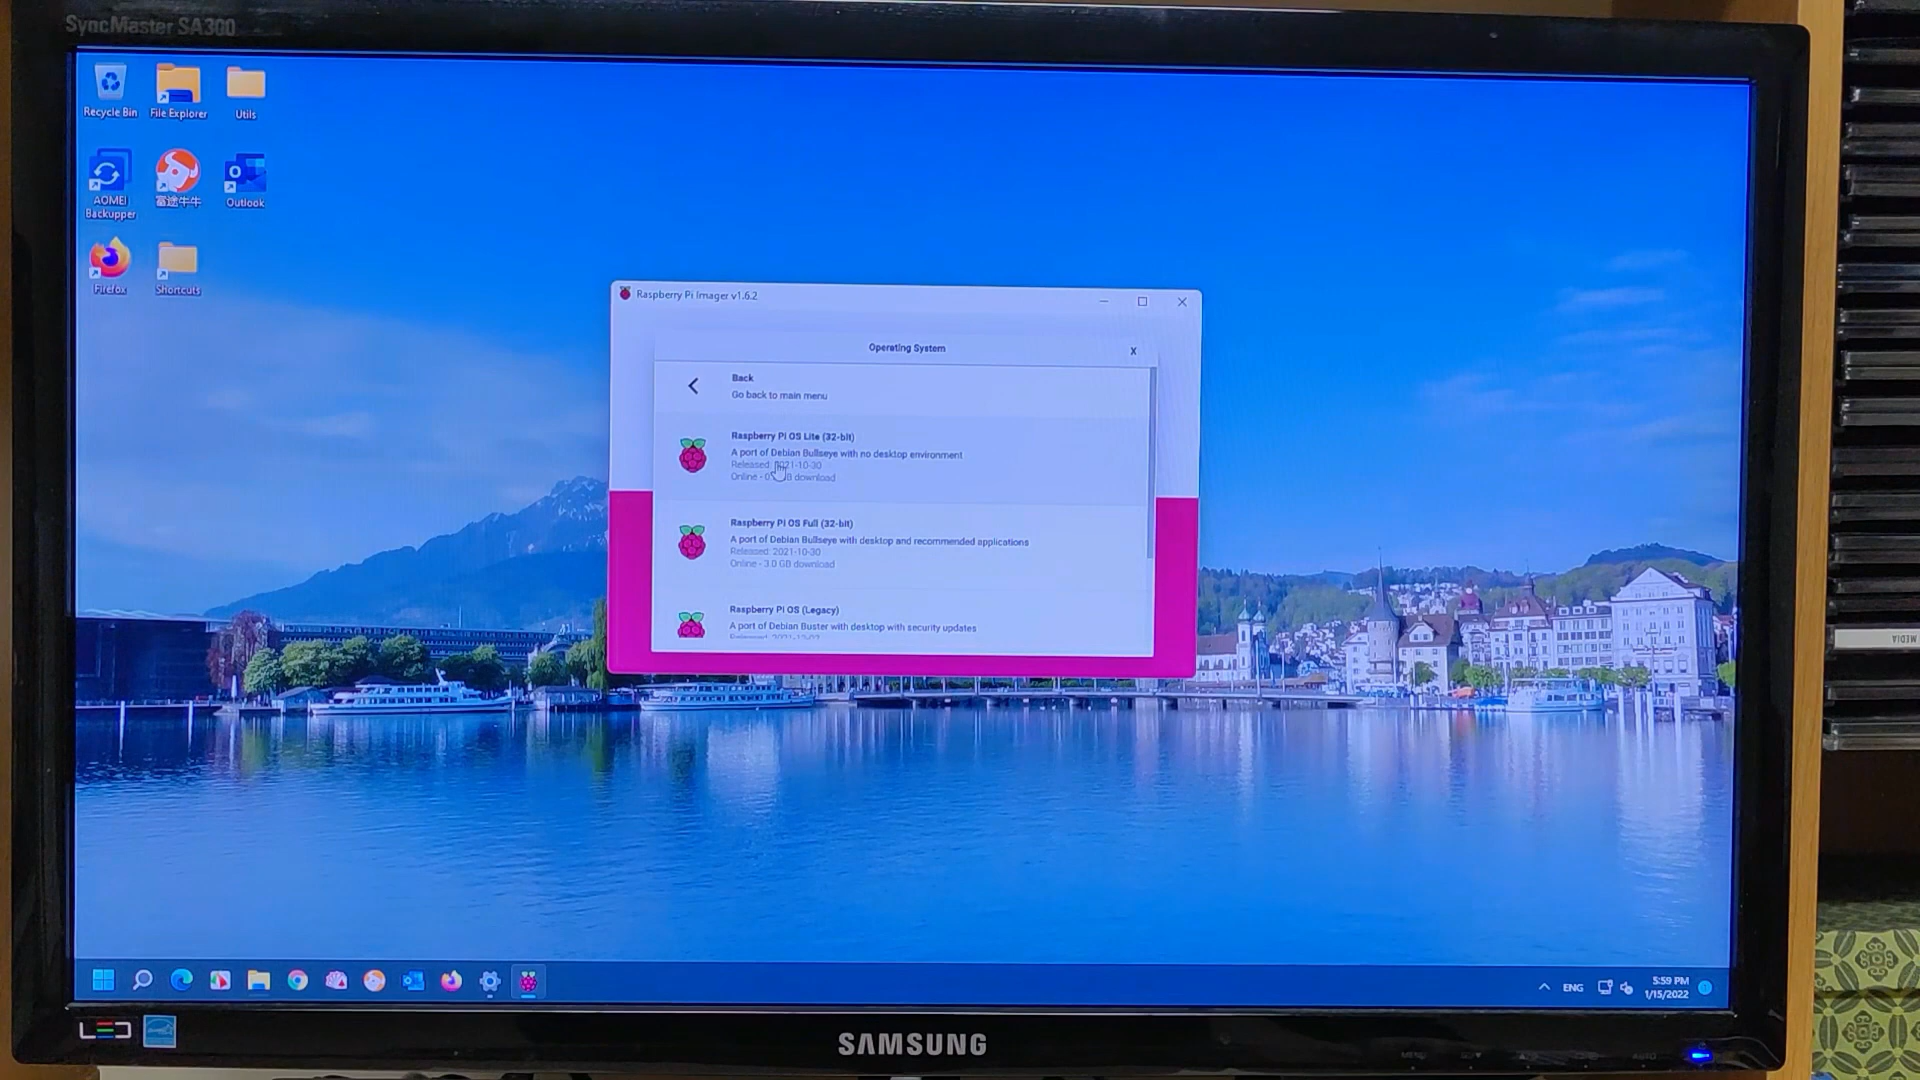 SyncMaster SA300
Recycle Bin
File Explorer
Utils
AOMEI
Backupper
富途牛牛
Outlook
Firefox
Shortcuts
Raspberry Pi Imager v1.6.2
Operating System
X
Back
Go back to main menu
Raspberry Pi OS Lite (32-bit)
A port of Debian Bullseye with no desktop environment
Released: 2021-10-30
Online - download
Raspberry Pi OS Full (32-bit)
A port of Debian Bullseye with desktop and recommended applications
Released: 2021-10-30
Online - 3.0 GB download
Raspberry Pi OS (Legacy)
A port of Debian Buster with desktop with security updates
ENG
5:59 PM
1/15/2022
LED
SAMSUNG
MENU
AUTO
MEDIA